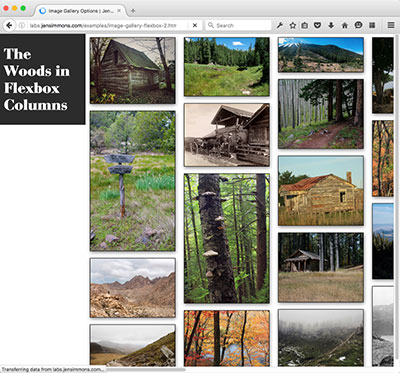 Image Gallery Options | Jen...
labs.jensimmons.com/examples/image-gallery-flexbox-2.htm
Search
The
Woods in
Flexbox
Columns
Transferring data from labs.jensimmons.com...